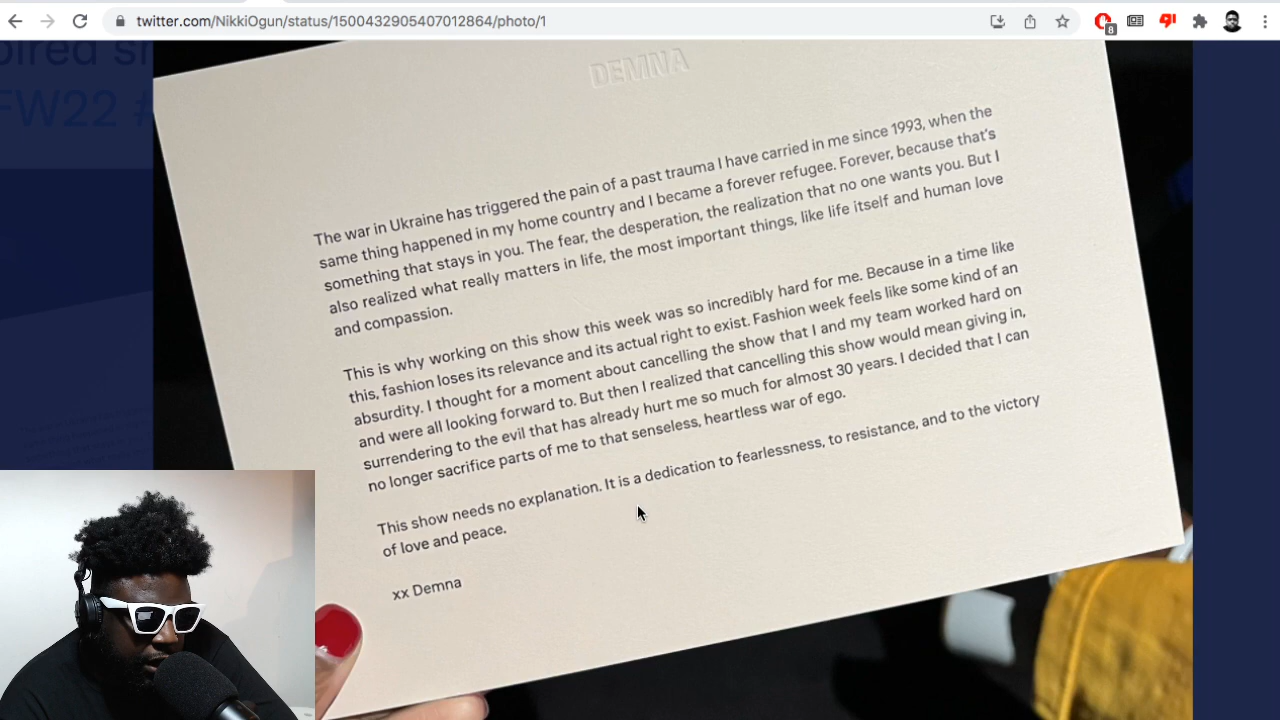 twitter.com/NikkiOgun/status/1500432905407012864/photo/1
8
pired sh
FW22 #
DEMNA
The war in Ukraine has triggered the pain of a past trauma I have carried in me since 1993, when the
same thing happened in my home country and I became a forever refugee. Forever, because that's
something that stays in you. The fear, the desperation, the realization that no one wants you. But I
also realized what really matters in life, the most important things, like life itself and human love
and compassion.
This is why working on this show this week was so incredibly hard for me. Because in a time like
this, fashion loses its relevance and its actual right to exist. Fashion week feels like some kind of an
absurdity. I thought for a moment about cancelling the show that I and my team worked hard on
and were all looking forward to. But then I realized that cancelling this show would mean giving in,
surrendering to the evil that has already hurt me so much for almost 30 years. I decided that I can
no longer sacrifice parts of me to that senseless, heartless war of ego.
This show needs no explanation. It is a dedication to fearlessness, to resistance, and to the victory
of love and peace.
xx Demna